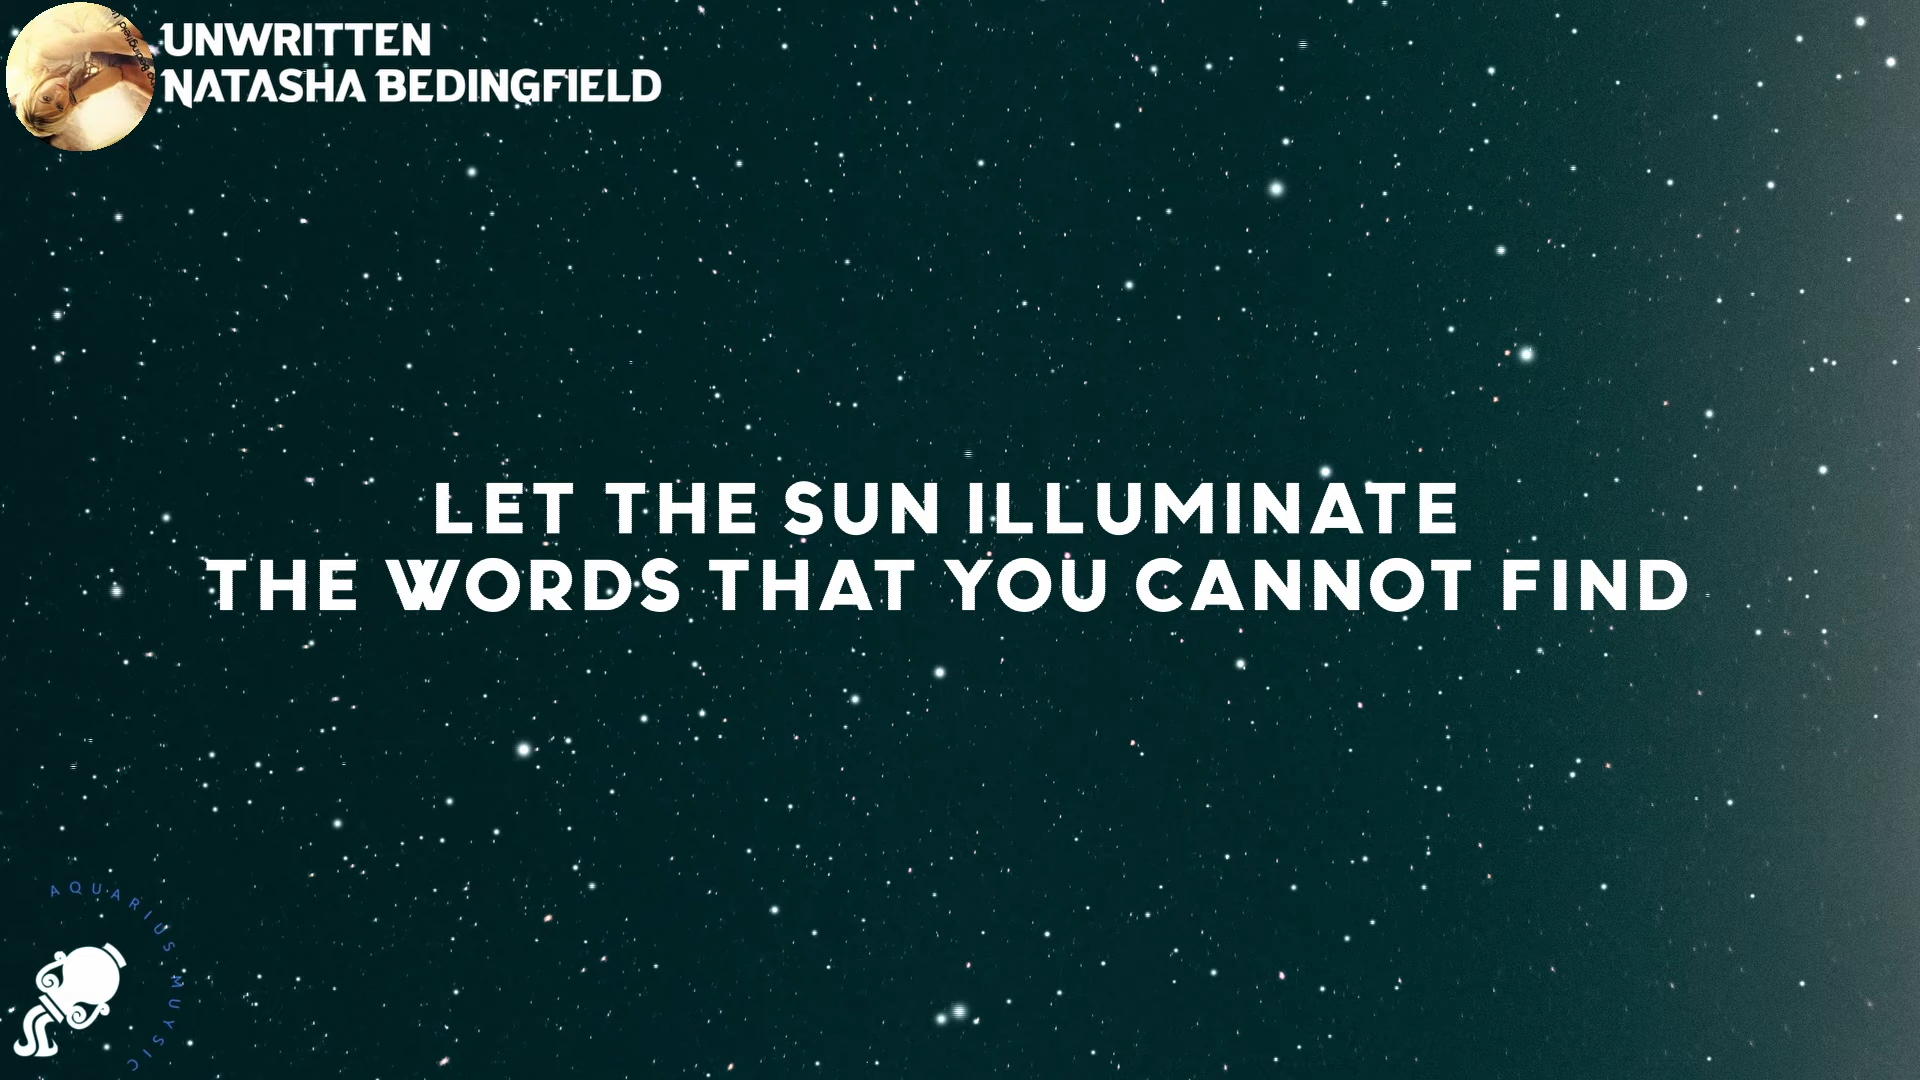 UNWRITTEN
NATASHA BEDINGFIELD
LET THE SUN ILLUMINATE
THE WORDS THAT YOU CANNOT FIND
AQUARIUS MUYSIC